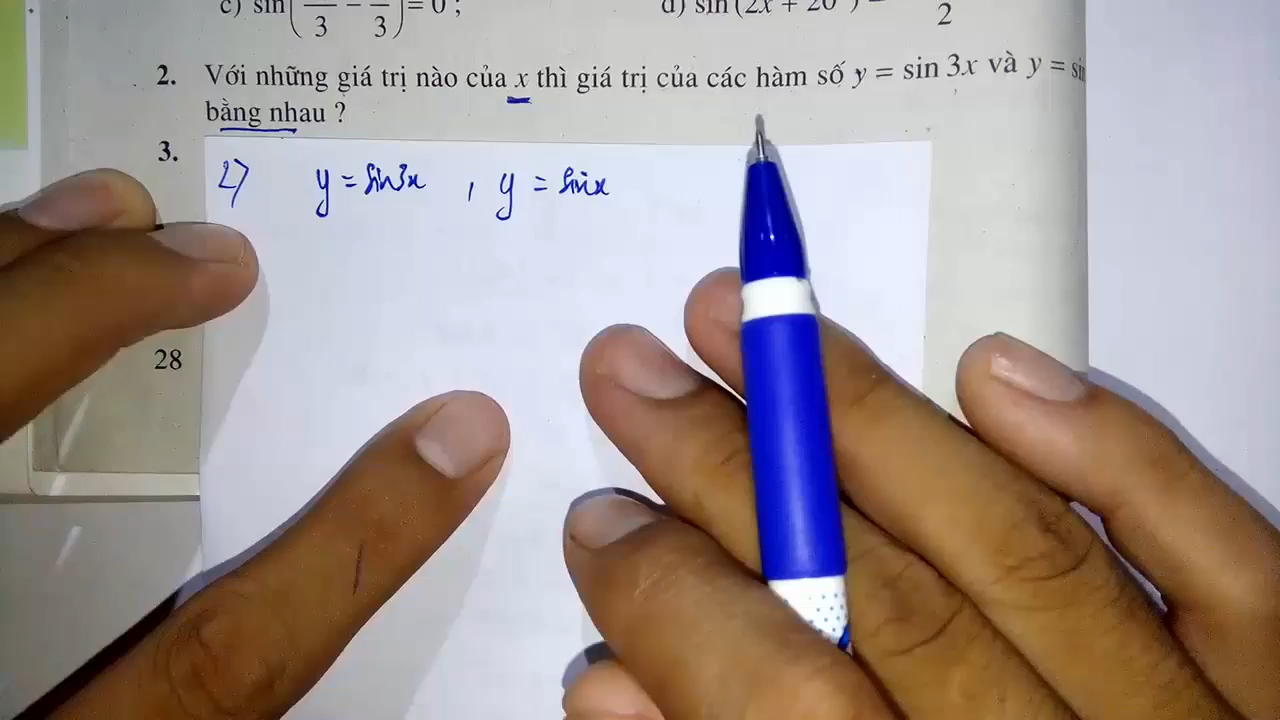 c) sin( /3 − /3) = 0 ;
d) sin(2x + 20 ) = /2
2. Với những giá trị nào của x thì giá trị của các hàm số y = sin 3x và y = sin
bằng nhau ?
3.
2) y = sin3x , y = sinx
28